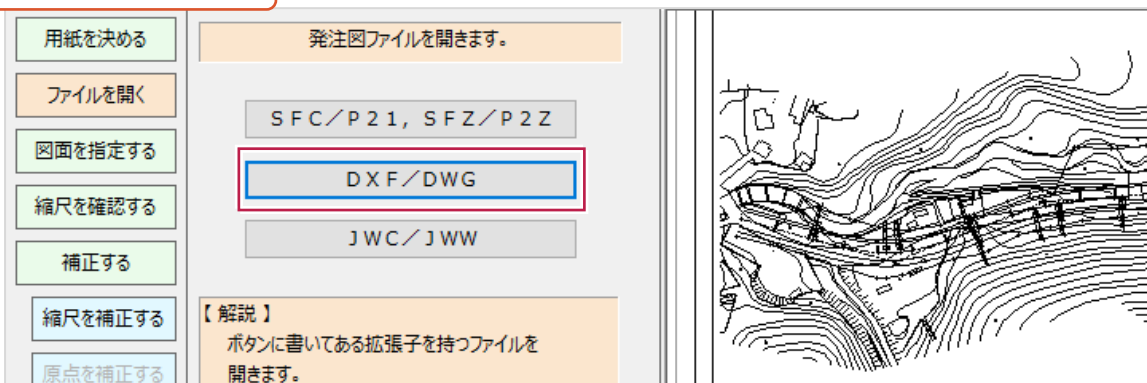 用紙を決める
ファイルを開く
図面を指定する
縮尺を確認する
補正する
縮尺を補正する
原点を補正する
発注図ファイルを開きます。
ＳＦＣ／Ｐ２１，ＳＦＺ／Ｐ２Ｚ
ＤＸＦ／ＤＷＧ
ＪＷＣ／ＪＷＷ
【 解説 】
ボタンに書いてある拡張子を持つファイルを
開きます。